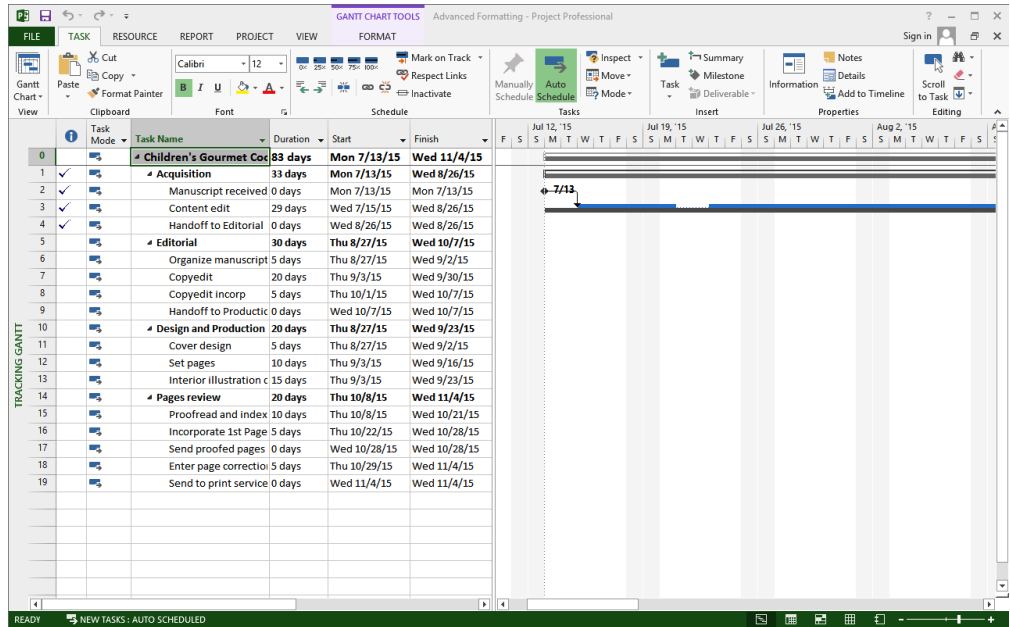 GANTT CHART TOOLS Advanced Formatting - Project Professional
FILE TASK RESOURCE REPORT PROJECT VIEW FORMAT Sign in
Gantt Chart
View
Paste
Cut
Copy
Format Painter
Clipboard
Calibri 12
B I U A
Font
0× 25× 50× 75× 100×
Mark on Track
Respect Links
Inactivate
Schedule
Manually Schedule
Auto Schedule
Inspect
Move
Mode
Tasks
Task
Summary
Milestone
Deliverable
Insert
Information
Notes
Details
Add to Timeline
Properties
Scroll to Task
Editing
Task Mode Task Name Duration Start Finish
Jul 12, '15 Jul 19, '15 Jul 26, '15 Aug 2, '15
F S S M T W T F S S M T W T F S S M T W T F S S M T W T F S S
0 Children's Gourmet Coo 83 days Mon 7/13/15 Wed 11/4/15
1 Acquisition 33 days Mon 7/13/15 Wed 8/26/15
2 Manuscript received 0 days Mon 7/13/15 Mon 7/13/15
7/13
3 Content edit 29 days Wed 7/15/15 Wed 8/26/15
4 Handoff to Editorial 0 days Wed 8/26/15 Wed 8/26/15
5 Editorial 30 days Thu 8/27/15 Wed 10/7/15
6 Organize manuscript 5 days Thu 8/27/15 Wed 9/2/15
7 Copyedit 20 days Thu 9/3/15 Wed 9/30/15
8 Copyedit incorp 5 days Thu 10/1/15 Wed 10/7/15
9 Handoff to Productic 0 days Wed 10/7/15 Wed 10/7/15
10 Design and Production 20 days Thu 8/27/15 Wed 9/23/15
11 Cover design 5 days Thu 8/27/15 Wed 9/2/15
12 Set pages 10 days Thu 9/3/15 Wed 9/16/15
13 Interior illustration c 15 days Thu 9/3/15 Wed 9/23/15
14 Pages review 20 days Thu 10/8/15 Wed 11/4/15
15 Proofread and index 10 days Thu 10/8/15 Wed 10/21/15
16 Incorporate 1st Page 5 days Thu 10/22/15 Wed 10/28/15
17 Send proofed pages 0 days Wed 10/28/15 Wed 10/28/15
18 Enter page correctio 5 days Thu 10/29/15 Wed 11/4/15
19 Send to print service 0 days Wed 11/4/15 Wed 11/4/15
TRACKING GANTT
READY NEW TASKS : AUTO SCHEDULED